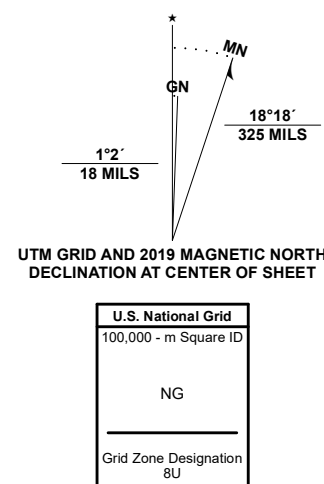 ★
MN
GN
18°18´
325 MILS
1°2´
18 MILS
UTM GRID AND 2019 MAGNETIC NORTH
DECLINATION AT CENTER OF SHEET
U.S. National Grid
100,000 - m Square ID
NG
Grid Zone Designation
8U